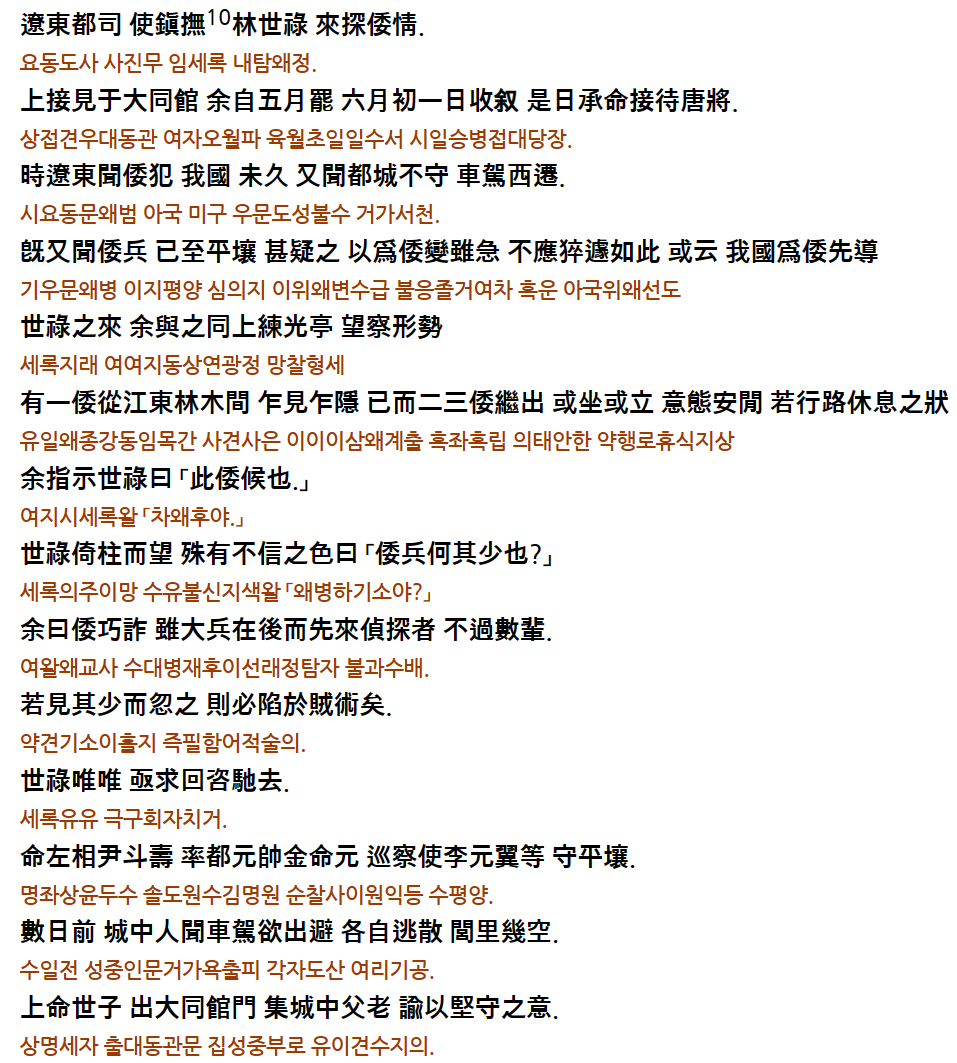 遼東都司 使鎭撫10林世祿 來探倭情.
요동도사 사진무 임세록 내탐왜정.
上接見于大同館 余自五月罷 六月初一日收叙 是日承命接待唐將.
상접견우대동관 여자오월파 육월초일일수서 시일승병접대당장.
時遼東聞倭犯 我國 未久 又聞都城不守 車駕西遷.
시요동문왜범 아국 미구 우문도성불수 거가서천.
旣又聞倭兵 已至平壤 甚疑之 以爲倭變雖急 不應猝遽如此 或云 我國爲倭先導
기우문왜병 이지평양 심의지 이위왜변수급 불응졸거여차 혹운 아국위왜선도
世祿之來 余與之同上練光亭 望察形勢
세록지래 여여지동상연광정 망찰형세
有一倭從江東林木間 乍見乍隱 已而二三倭繼出 或坐或立 意態安閒 若行路休息之狀
유일왜종강동임목간 사견사은 이이이삼왜계출 혹좌혹립 의태안한 약행로휴식지상
余指示世祿曰 ｢此倭候也.｣
여지시세록왈 ｢차왜후야.｣
世祿倚柱而望 殊有不信之色曰 ｢倭兵何其少也?｣
세록의주이망 수유불신지색왈 ｢왜병하기소야?｣
余曰倭巧詐 雖大兵在後而先來偵探者 不過數輩.
여왈왜교사 수대병재후이선래정탐자 불과수배.
若見其少而忽之 則必陷於賊術矣.
약견기소이홀지 즉필함어적술의.
世祿唯唯 亟求回咨馳去.
세록유유 극구회자치거.
命左相尹斗壽 率都元帥金命元 巡察使李元翼等 守平壤.
명좌상윤두수 솔도원수김명원 순찰사이원익등 수평양.
數日前 城中人聞車駕欲出避 各自逃散 閭里幾空.
수일전 성중인문거가욕출피 각자도산 여리기공.
上命世子 出大同館門 集城中父老 諭以堅守之意.
상명세자 출대동관문 집성중부로 유이견수지의.